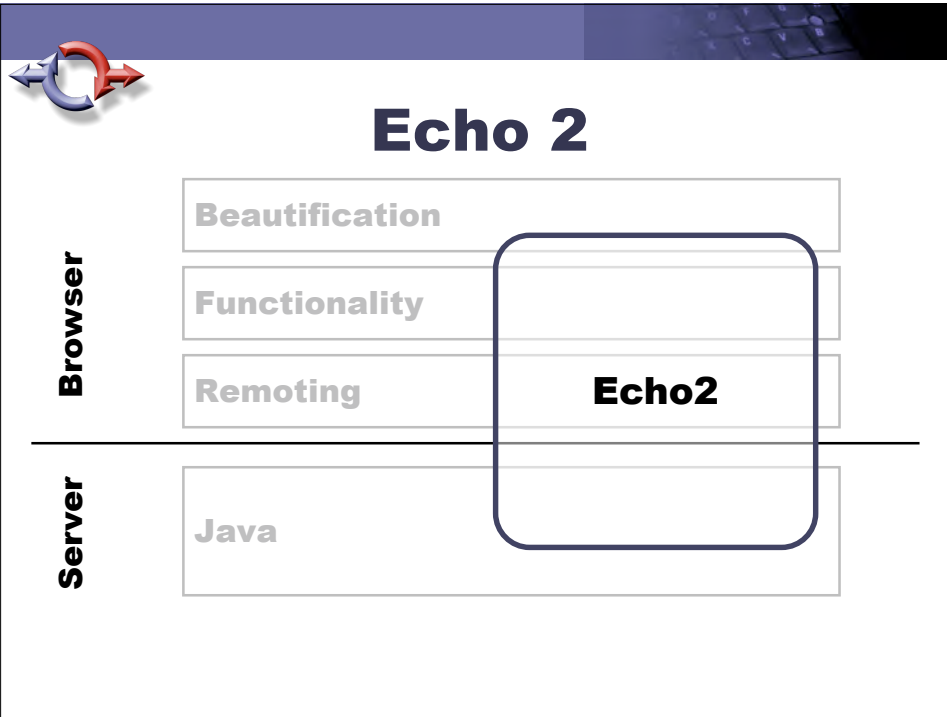 Echo 2
Beautification
Browser
Functionality
Remoting
Echo2
Server
Java